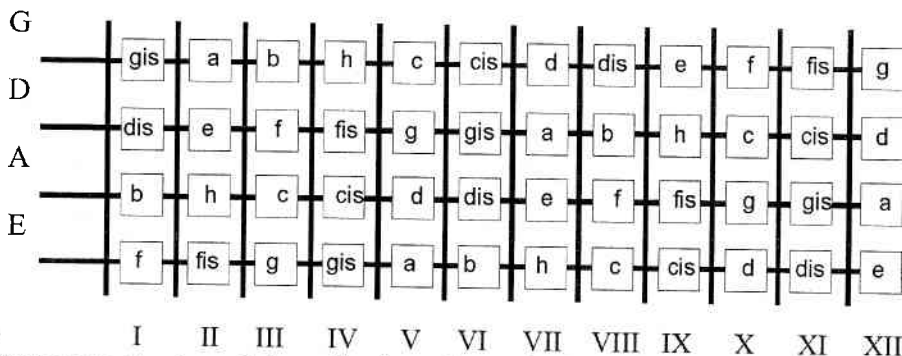 G
gis a b h c cis d dis e f fis g
D
dis e f fis g gis a b h c cis d
A
b h c cis d dis e f fis g gis a
E
f fis g gis a b h c cis d dis e
I II III IV V VI VII VIII IX X XI XII